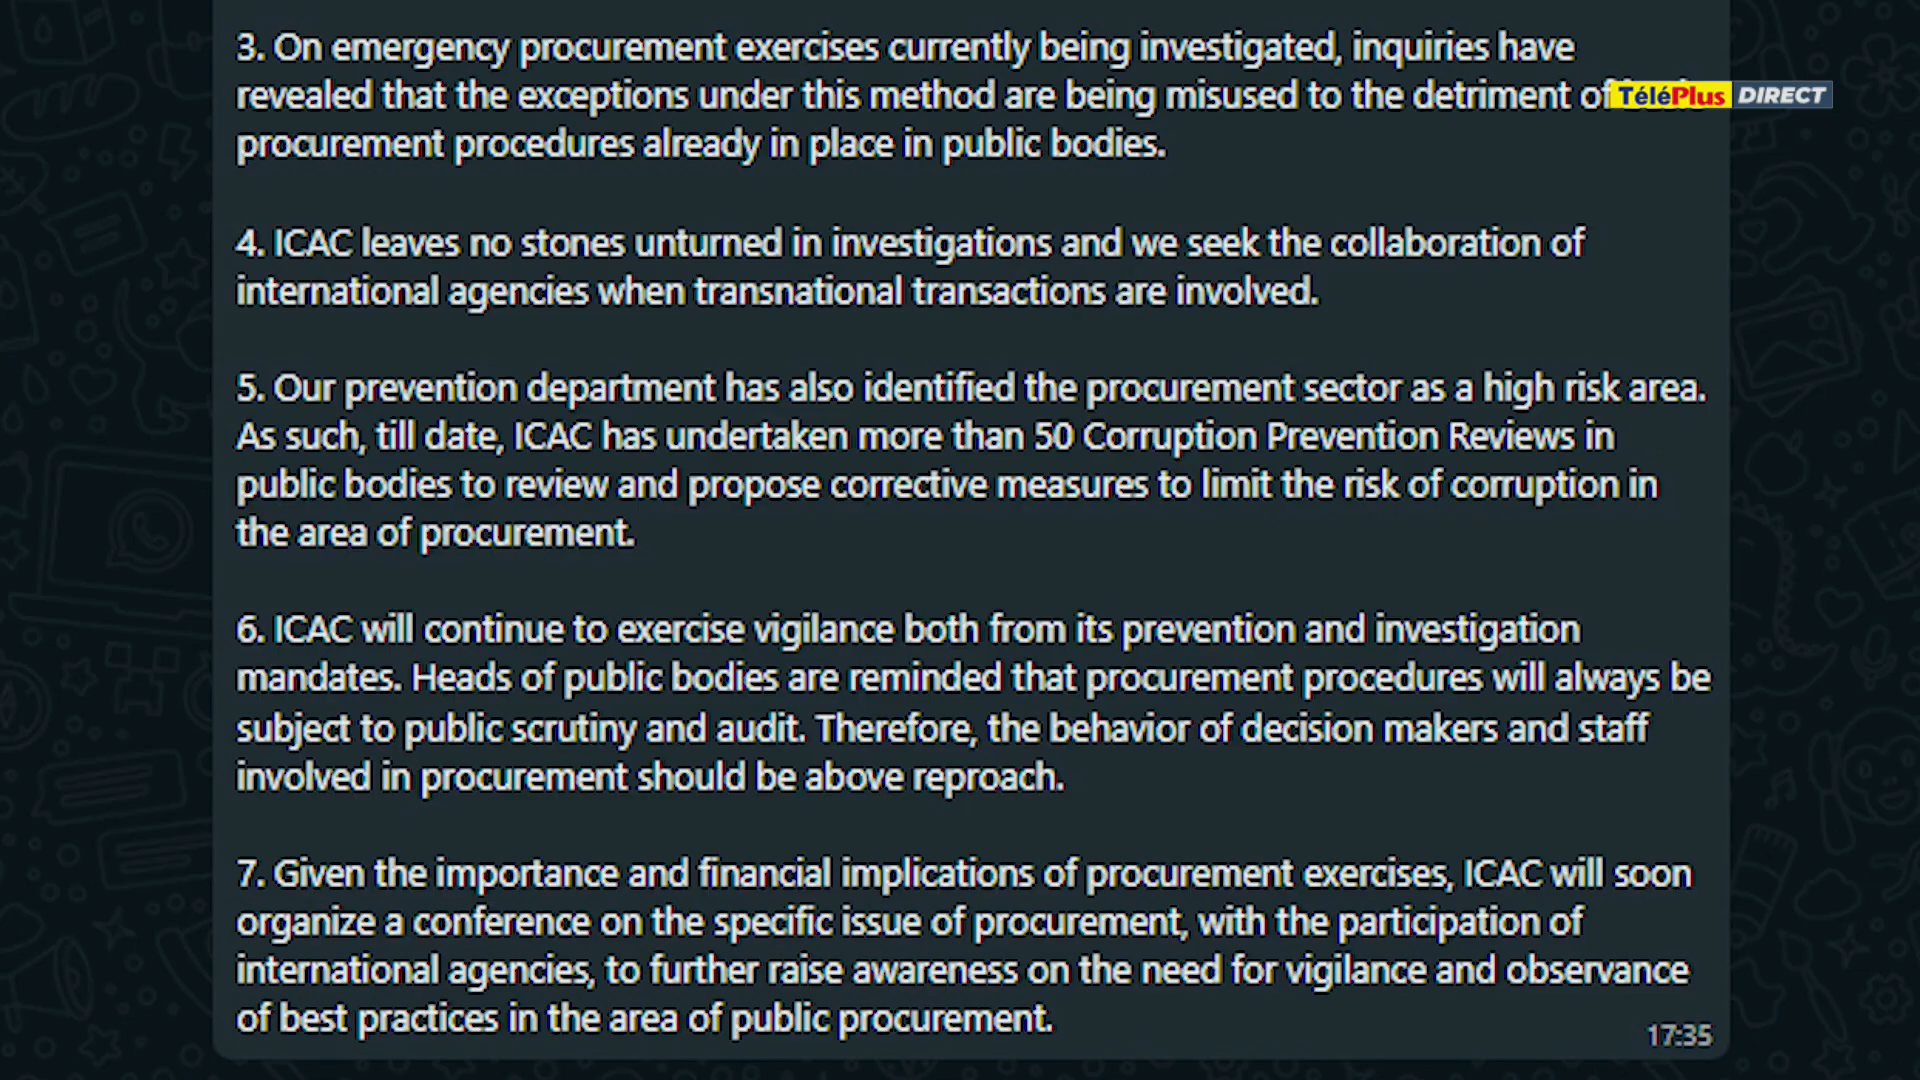 3. On emergency procurement exercises currently being investigated, inquiries have
revealed that the exceptions under this method are being misused to the detriment of
TéléPlus DIRECT
procurement procedures already in place in public bodies.
4. ICAC leaves no stones unturned in investigations and we seek the collaboration of
international agencies when transnational transactions are involved.
5. Our prevention department has also identified the procurement sector as a high risk area.
As such, till date, ICAC has undertaken more than 50 Corruption Prevention Reviews in
public bodies to review and propose corrective measures to limit the risk of corruption in
the area of procurement.
6. ICAC will continue to exercise vigilance both from its prevention and investigation
mandates. Heads of public bodies are reminded that procurement procedures will always be
subject to public scrutiny and audit. Therefore, the behavior of decision makers and staff
involved in procurement should be above reproach.
7. Given the importance and financial implications of procurement exercises, ICAC will soon
organize a conference on the specific issue of procurement, with the participation of
international agencies, to further raise awareness on the need for vigilance and observance
of best practices in the area of public procurement.
17:35